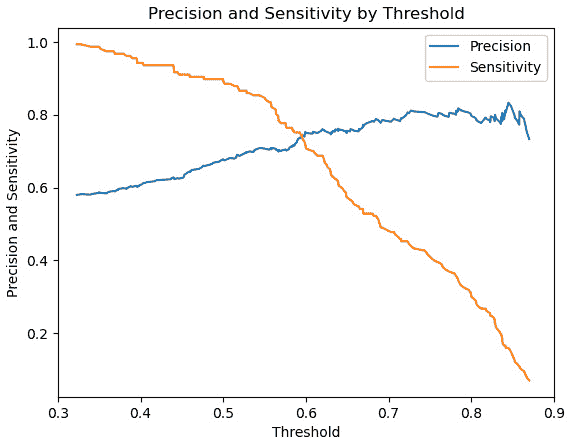 Precision and Sensitivity by Threshold
Precision
Sensitivity
Precision and Sensitivity
1.0
0.8
0.6
0.4
0.2
0.3 0.4 0.5 0.6 0.7 0.8 0.9
Threshold